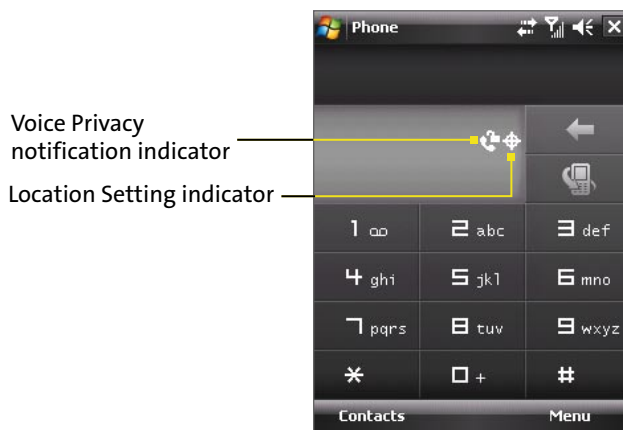 Phone
Voice Privacy
notification indicator
Location Setting indicator
1
2 abc
3 def
4 ghi
5 jkl
6 mno
7 pqrs
8 tuv
9 wxyz
*
0 +
#
Contacts
Menu